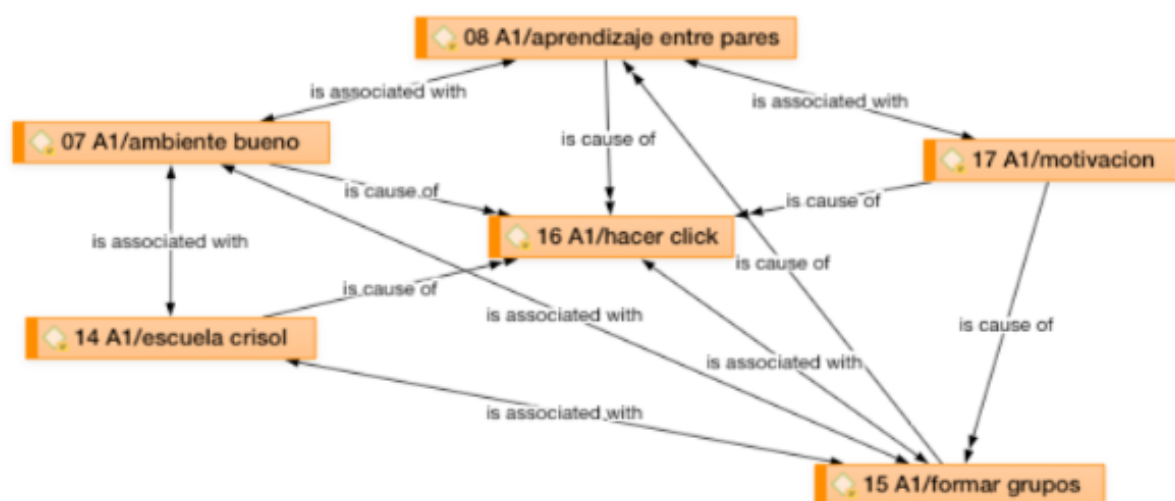 08 A1/aprendizaje entre pares
is associated with
is associated with
is cause of
07 A1/ambiente bueno
17 A1/motivacion
is cause of
is cause of
16 A1/hacer click
is associated with
is cause of
is cause of
is associated with
is cause of
14 A1/escuela crisol
is associated with
is associated with
15 A1/formar grupos